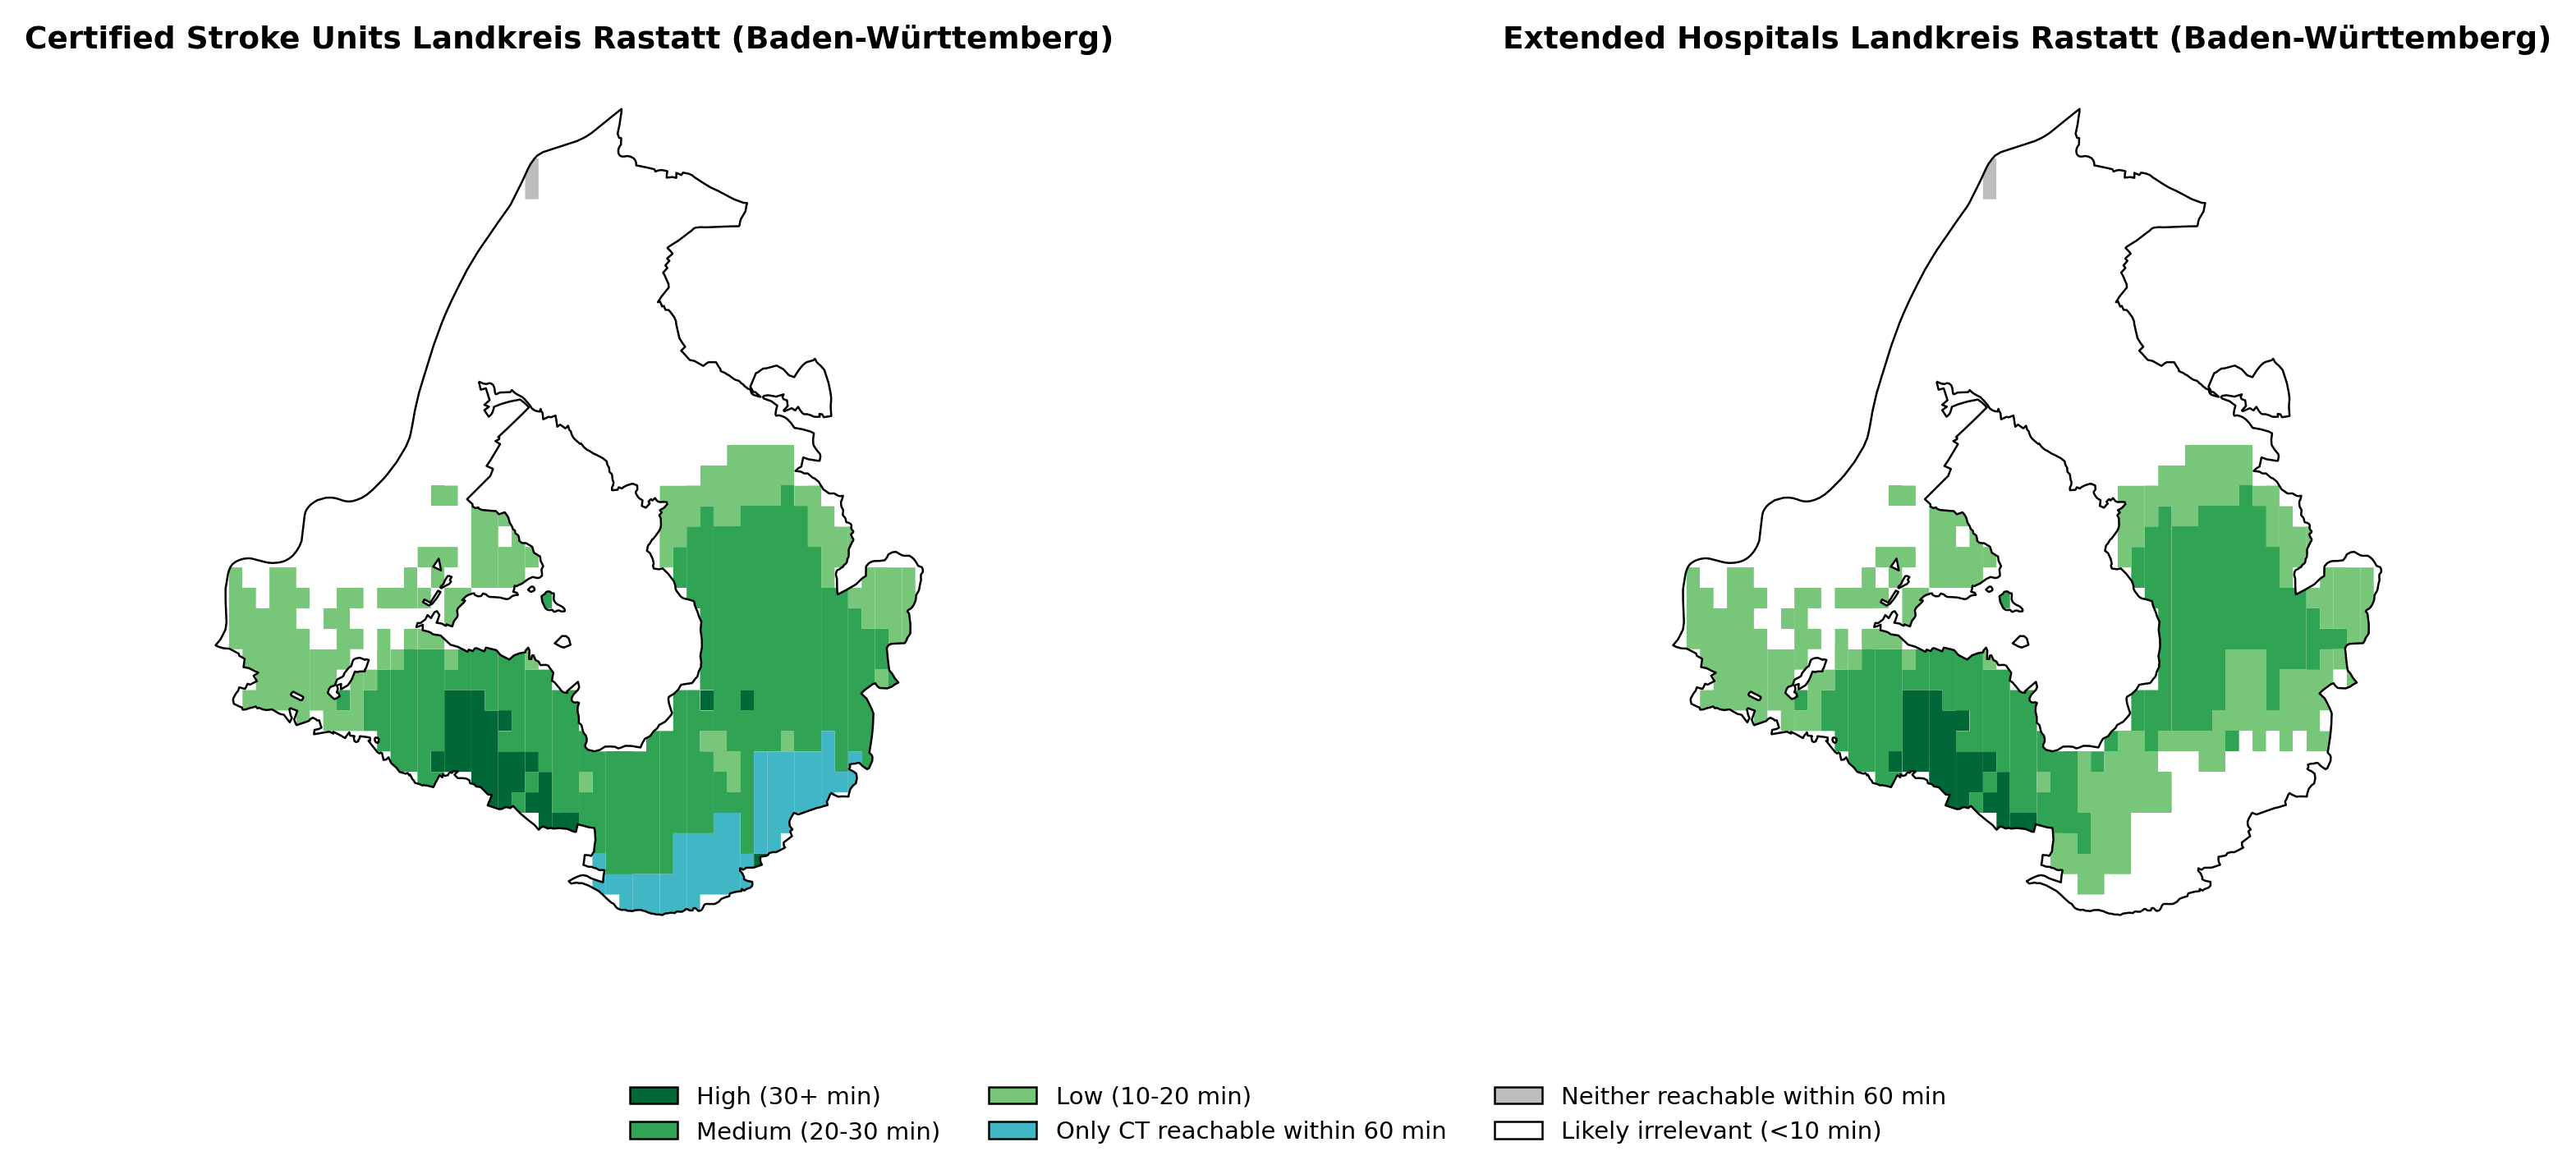 Certified Stroke Units Landkreis Rastatt (Baden-Württemberg)
Extended Hospitals Landkreis Rastatt (Baden-Württemberg)
High (30+ min)
Medium (20-30 min)
Low (10-20 min)
Only CT reachable within 60 min
Neither reachable within 60 min
Likely irrelevant (<10 min)